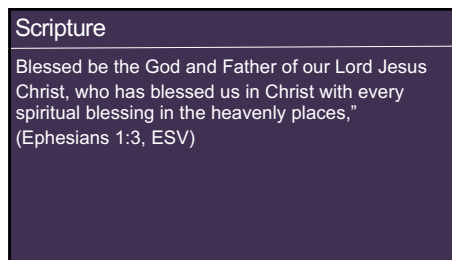 Scripture
Blessed be the God and Father of our Lord Jesus
Christ, who has blessed us in Christ with every
spiritual blessing in the heavenly places,”
(Ephesians 1:3, ESV)